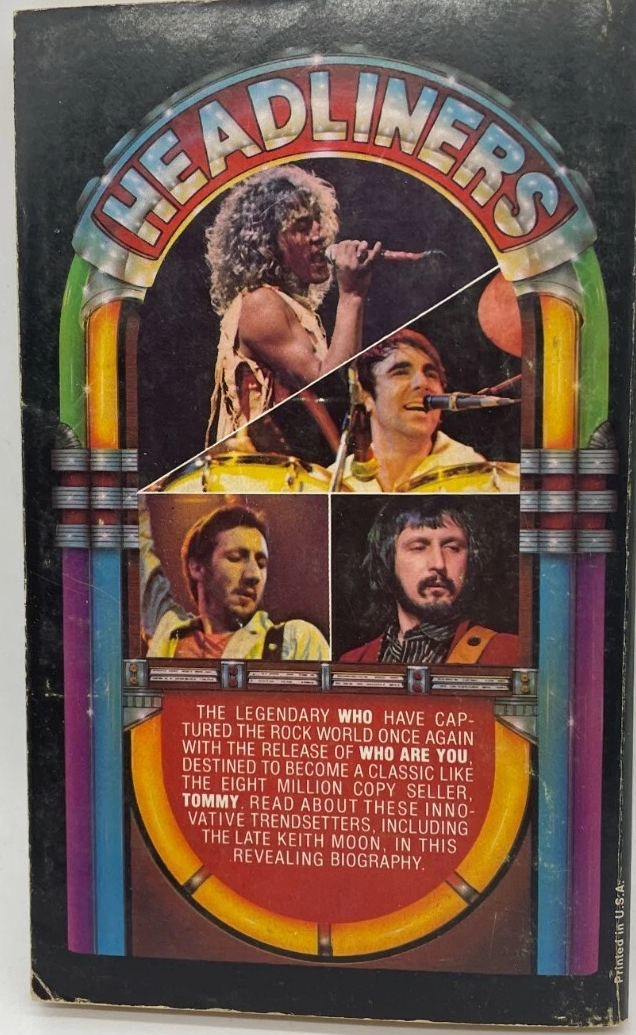 HEADLINERS
THE LEGENDARY WHO HAVE CAP-
TURED THE ROCK WORLD ONCE AGAIN
WITH THE RELEASE OF WHO ARE YOU,
DESTINED TO BECOME A CLASSIC LIKE
THE EIGHT MILLION COPY SELLER,
TOMMY. READ ABOUT THESE INNO-
VATIVE TRENDSETTERS, INCLUDING
THE LATE KEITH MOON, IN THIS
REVEALING BIOGRAPHY.
Printed in U.S.A.